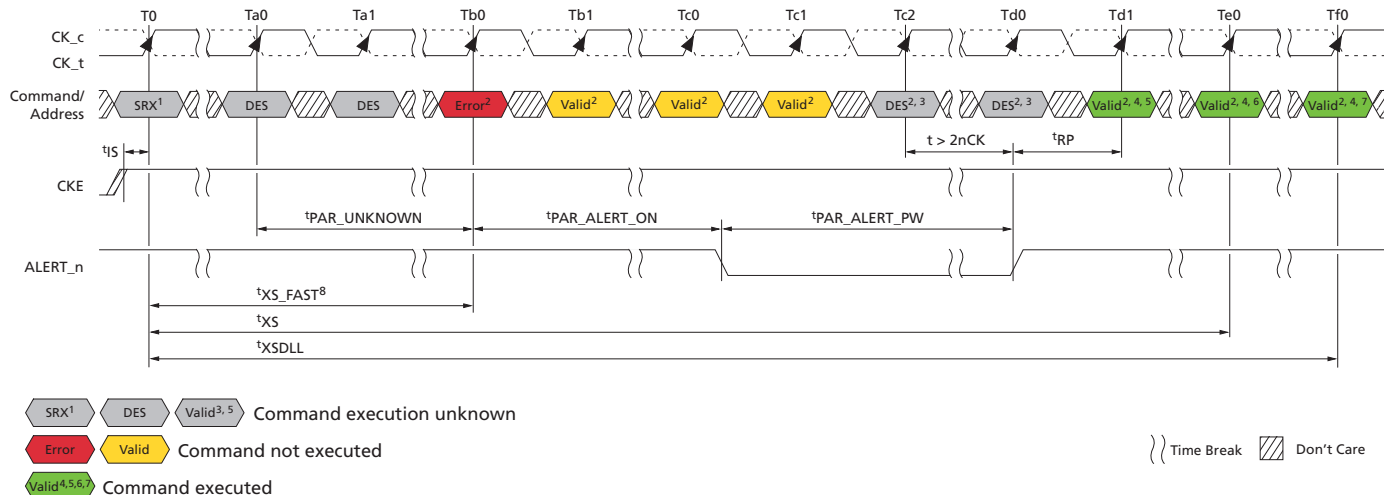 T0 Ta0 Ta1 Tb0 Tb1 Tc0 Tc1 Tc2 Td0 Td1 Te0 Tf0
CK_c
CK_t
Command/
Address
SRX¹ DES DES Error² Valid² Valid² Valid² DES²,³ DES²,³ Valid²,⁴,⁵ Valid²,⁴,⁶ Valid²,⁴,⁷
tIS t > 2nCK tRP
CKE
tPAR_UNKNOWN tPAR_ALERT_ON tPAR_ALERT_PW
ALERT_n
tXS_FAST⁸
tXS
tXSDLL
SRX¹ DES Valid³,⁵ Command execution unknown
Error Valid Command not executed Time Break Don't Care
Valid⁴,⁵,⁶,⁷ Command executed